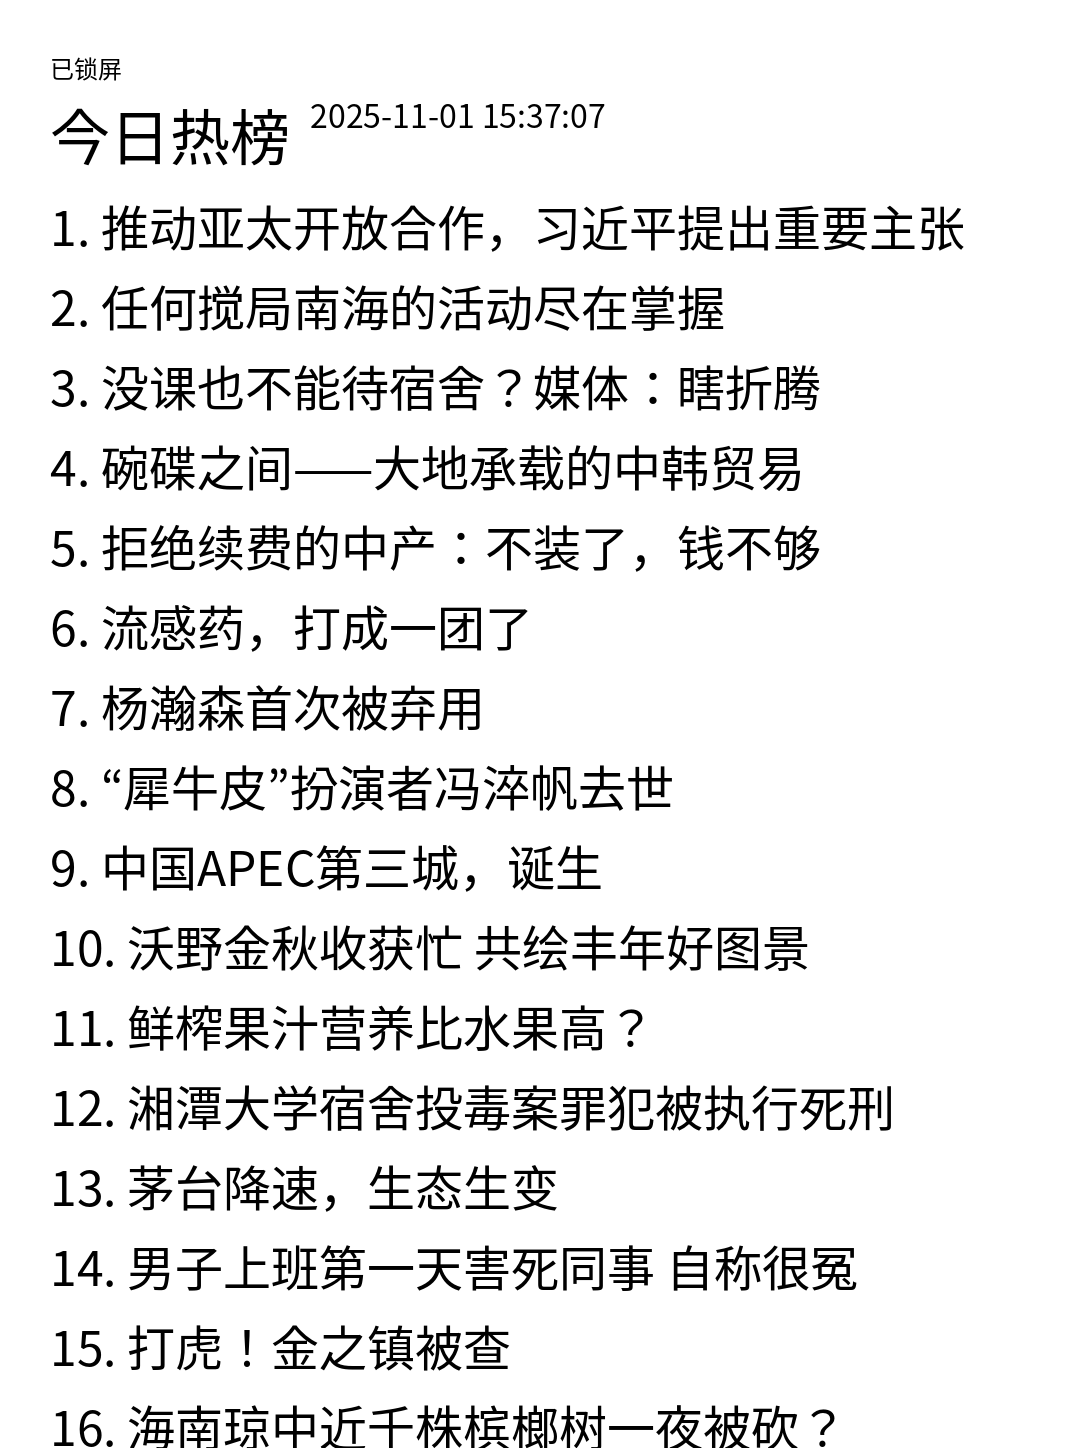 已锁屏
今日热榜 2025-11-01 15:37:07
1. 推动亚太开放合作，习近平提出重要主张
2. 任何搅局南海的活动尽在掌握
3. 没课也不能待宿舍？媒体：瞎折腾
4. 碗碟之间——大地承载的中韩贸易
5. 拒绝续费的中产：不装了，钱不够
6. 流感药，打成一团了
7. 杨瀚森首次被弃用
8. “犀牛皮”扮演者冯淬帆去世
9. 中国APEC第三城，诞生
10. 沃野金秋收获忙 共绘丰年好图景
11. 鲜榨果汁营养比水果高？
12. 湘潭大学宿舍投毒案罪犯被执行死刑
13. 茅台降速，生态生变
14. 男子上班第一天害死同事 自称很冤
15. 打虎！金之镇被查
16. 海南琼中近千株槟榔树一夜被砍？